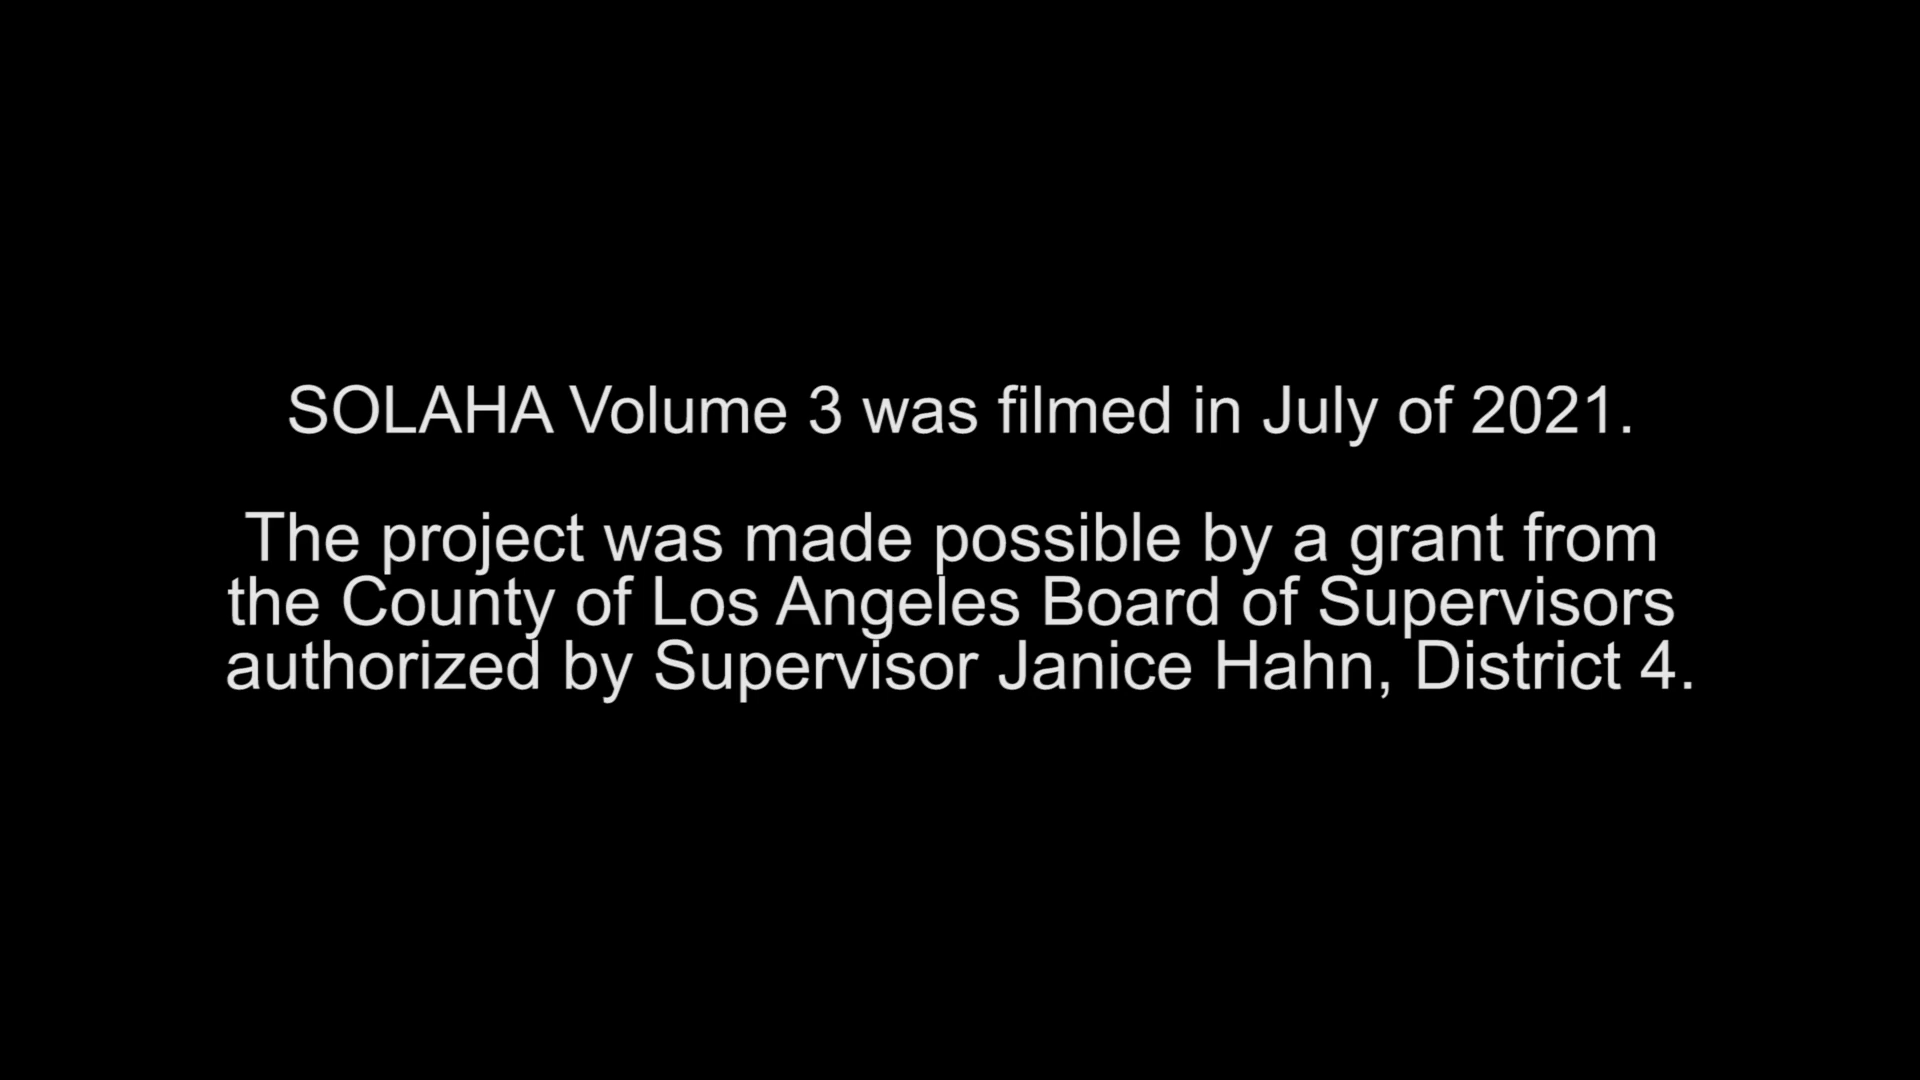 SOLAHA Volume 3 was filmed in July of 2021.
The project was made possible by a grant from
the County of Los Angeles Board of Supervisors
authorized by Supervisor Janice Hahn, District 4.